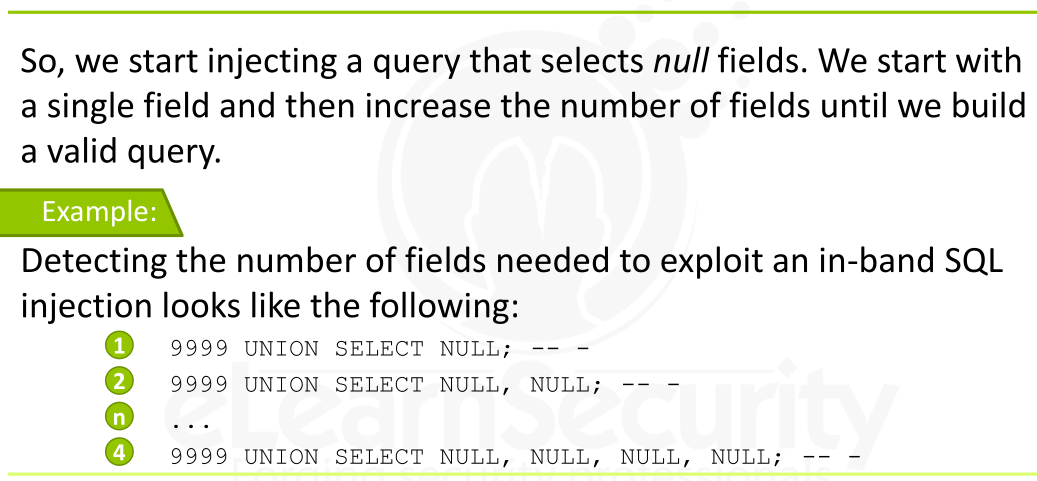 So, we start injecting a query that selects null fields. We start with
a single field and then increase the number of fields until we build
a valid query.
Example:
Detecting the number of fields needed to exploit an in-band SQL
injection looks like the following:
1 9999 UNION SELECT NULL; -- -
2 9999 UNION SELECT NULL, NULL; -- -
n ...
4 9999 UNION SELECT NULL, NULL, NULL, NULL; -- -
eLearnSecurity